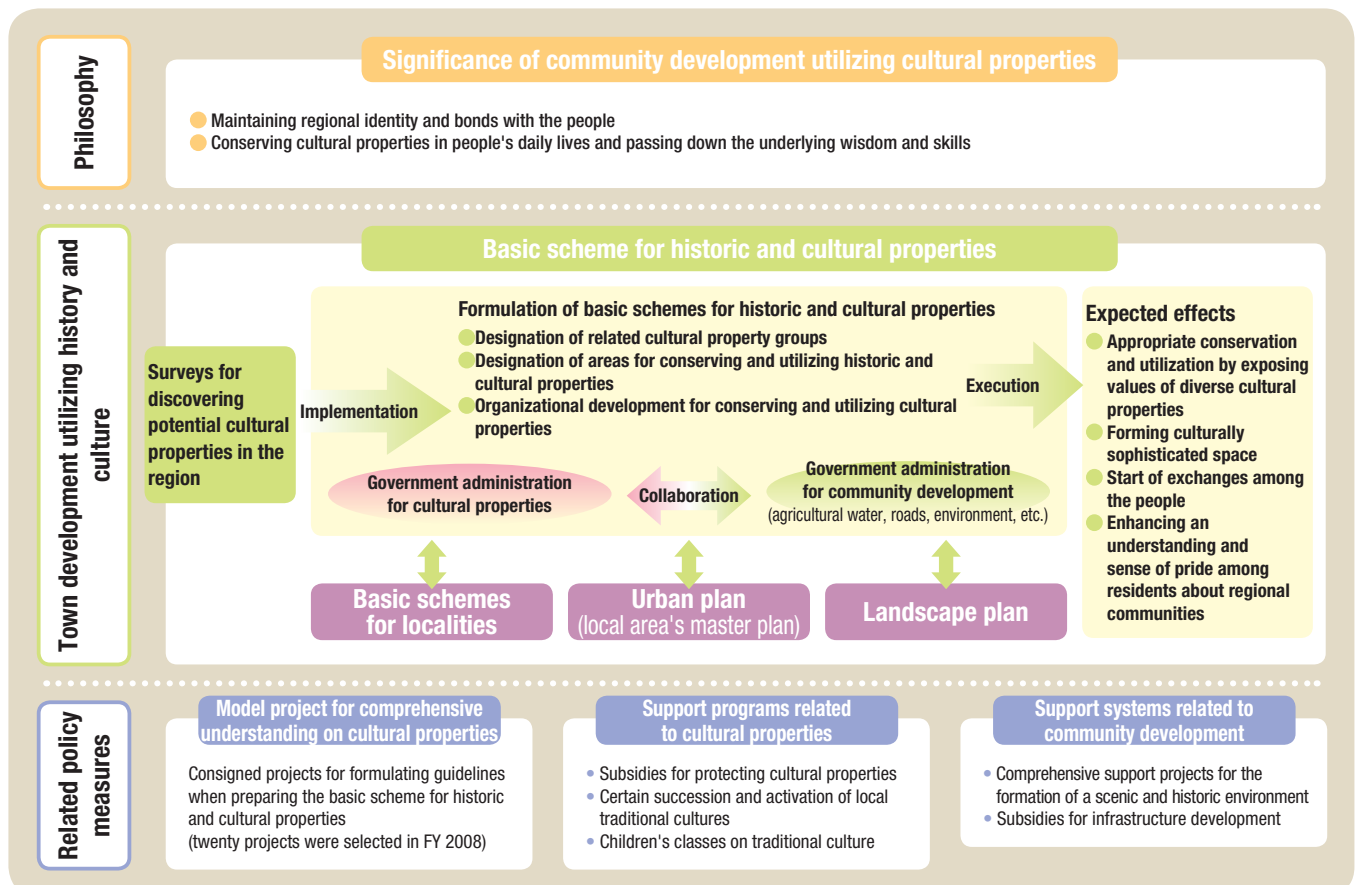 Philosophy
Significance of community development utilizing cultural properties
Maintaining regional identity and bonds with the people
Conserving cultural properties in people's daily lives and passing down the underlying wisdom and skills
Town development utilizing history and
culture
Basic scheme for historic and cultural properties
Surveys for
discovering
potential cultural
properties in the
region
Implementation
Formulation of basic schemes for historic and cultural properties
Designation of related cultural property groups
Designation of areas for conserving and utilizing historic and
cultural properties
Organizational development for conserving and utilizing cultural
properties
Government administration
for cultural properties
Collaboration
Government administration
for community development
(agricultural water, roads, environment, etc.)
Execution
Expected effects
Appropriate conservation
and utilization by exposing
values of diverse cultural
properties
Forming culturally
sophisticated space
Start of exchanges among
the people
Enhancing an
understanding and
sense of pride among
residents about regional
communities
Basic schemes
for localities
Urban plan
(local area's master plan)
Landscape plan
Related policy
measures
Model project for comprehensive
understanding on cultural properties
Consigned projects for formulating guidelines
when preparing the basic scheme for historic
and cultural properties
(twenty projects were selected in FY 2008)
Support programs related
to cultural properties
• Subsidies for protecting cultural properties
• Certain succession and activation of local
traditional cultures
• Children's classes on traditional culture
Support systems related to
community development
• Comprehensive support projects for the
formation of a scenic and historic environment
• Subsidies for infrastructure development